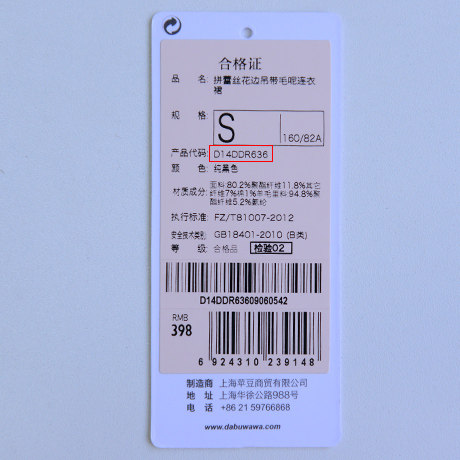 合格证
品 名: 拼蕾丝花边吊带毛呢连衣
裙
规 格:
S
160/82A
产品代码: D14DDR636
颜 色: 纯黑色
材质成分: 面料 80.2%聚酯纤维11.8%其它
纤维7%棉1%羊毛里料 94.8%聚
酯纤维5.2%氨纶
执行标准: FZ/T81007-2012
安全技术类别: GB18401-2010 (B类)
等 级: 合格品 检验02
D14DDR63609060542
RMB
398
6 924310 239148
制造商 上海苹豆商贸有限公司
地 址 上海华徐公路988号
电 话 +86 21 59766868
www.dabuwawa.com